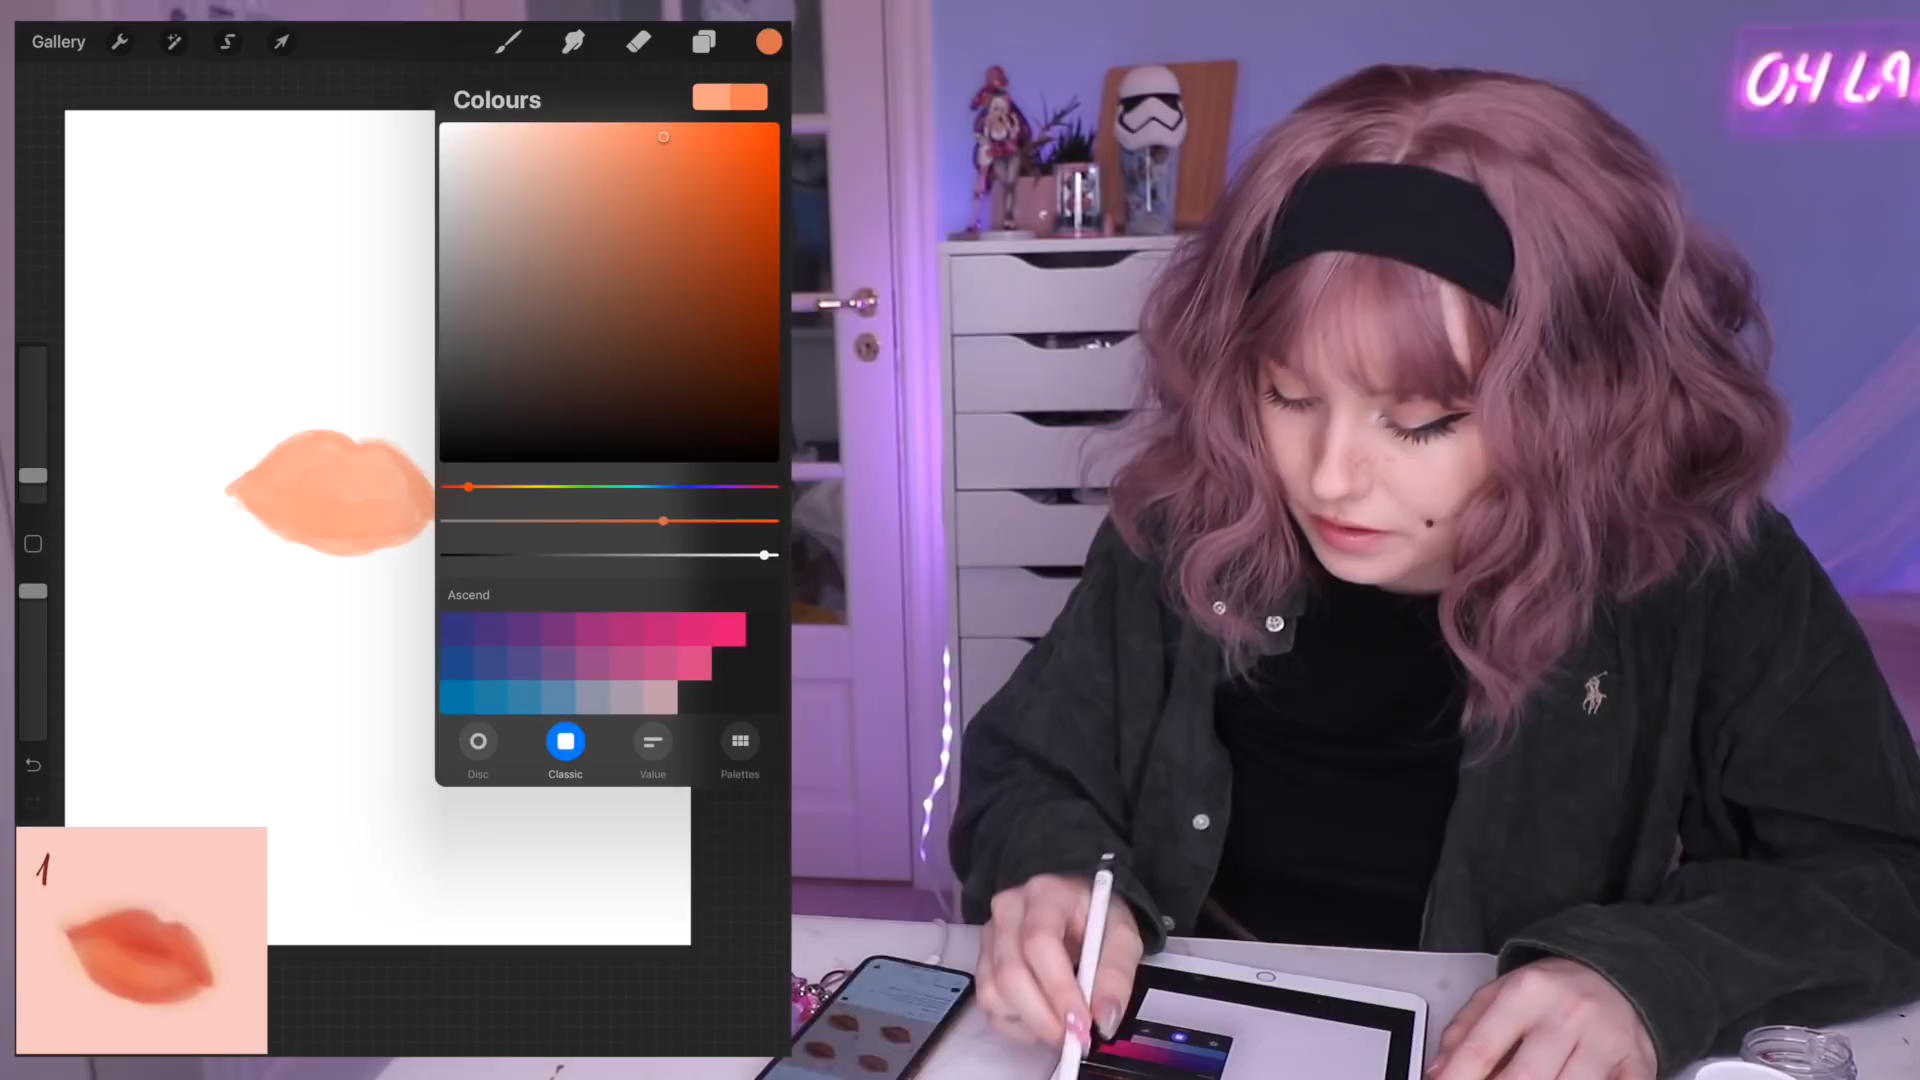 Gallery
Colours
Ascend
Disc
Classic
Value
Palettes
1
OH LA